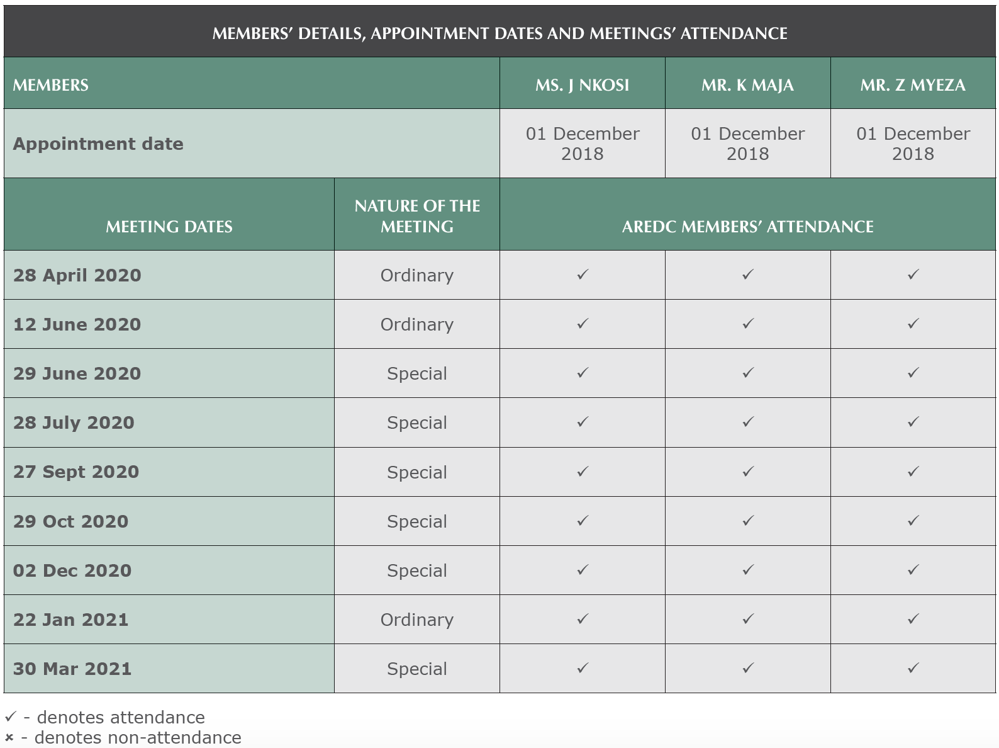 MEMBERS’ DETAILS, APPOINTMENT DATES AND MEETINGS’ ATTENDANCE
MEMBERS MS. J NKOSI MR. K MAJA MR. Z MYEZA
Appointment date 01 December 2018 01 December 2018 01 December 2018
MEETING DATES NATURE OF THE MEETING AREDC MEMBERS’ ATTENDANCE
28 April 2020 Ordinary ✓ ✓ ✓
12 June 2020 Ordinary ✓ ✓ ✓
29 June 2020 Special ✓ ✓ ✓
28 July 2020 Special ✓ ✓ ✓
27 Sept 2020 Special ✓ ✓ ✓
29 Oct 2020 Special ✓ ✓ ✓
02 Dec 2020 Special ✓ ✓ ✓
22 Jan 2021 Ordinary ✓ ✓ ✓
30 Mar 2021 Special ✓ ✓ ✓
✓ - denotes attendance
× - denotes non-attendance